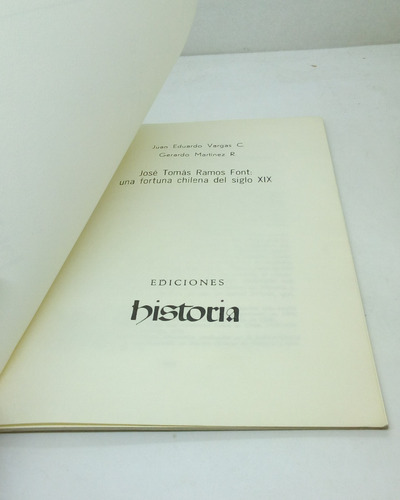 Juan Eduardo Vargas C.
Gerardo Martínez R.
José Tomás Ramos Font:
una fortuna chilena del siglo XIX
EDICIONES
historia